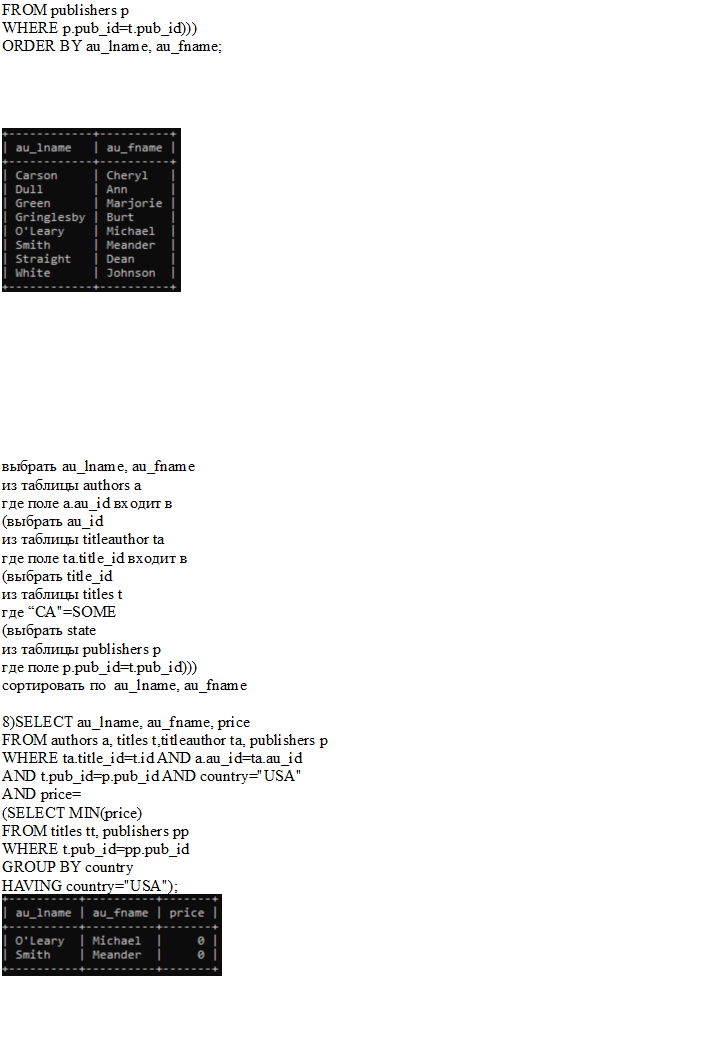 FROM publishers p
WHERE p.pub_id=t.pub_id)))
ORDER BY au_lname, au_fname;
+------------+----------+
| au_lname   | au_fname |
+------------+----------+
| Carson     | Cheryl   |
| Dull       | Ann      |
| Green      | Marjorie |
| Gringlesby | Burt     |
| O'Leary    | Michael  |
| Smith      | Meander  |
| Straight   | Dean     |
| White      | Johnson  |
+------------+----------+
выбрать au_lname, au_fname
из таблицы authors a
где поле a.au_id входит в
(выбрать au_id
из таблицы titleauthor ta
где поле ta.title_id входит в
(выбрать title_id
из таблицы titles t
где “CA"=SOME
(выбрать state
из таблицы publishers p
где поле p.pub_id=t.pub_id)))
сортировать по  au_lname, au_fname
8)SELECT au_lname, au_fname, price
FROM authors a, titles t,titleauthor ta, publishers p
WHERE ta.title_id=t.id AND a.au_id=ta.au_id
AND t.pub_id=p.pub_id AND country="USA"
AND price=
(SELECT MIN(price)
FROM titles tt, publishers pp
WHERE t.pub_id=pp.pub_id
GROUP BY country
HAVING country="USA");
+----------+----------+-------+
| au_lname | au_fname | price |
+----------+----------+-------+
| O'Leary  | Michael  |     0 |
| Smith    | Meander  |     0 |
+----------+----------+-------+